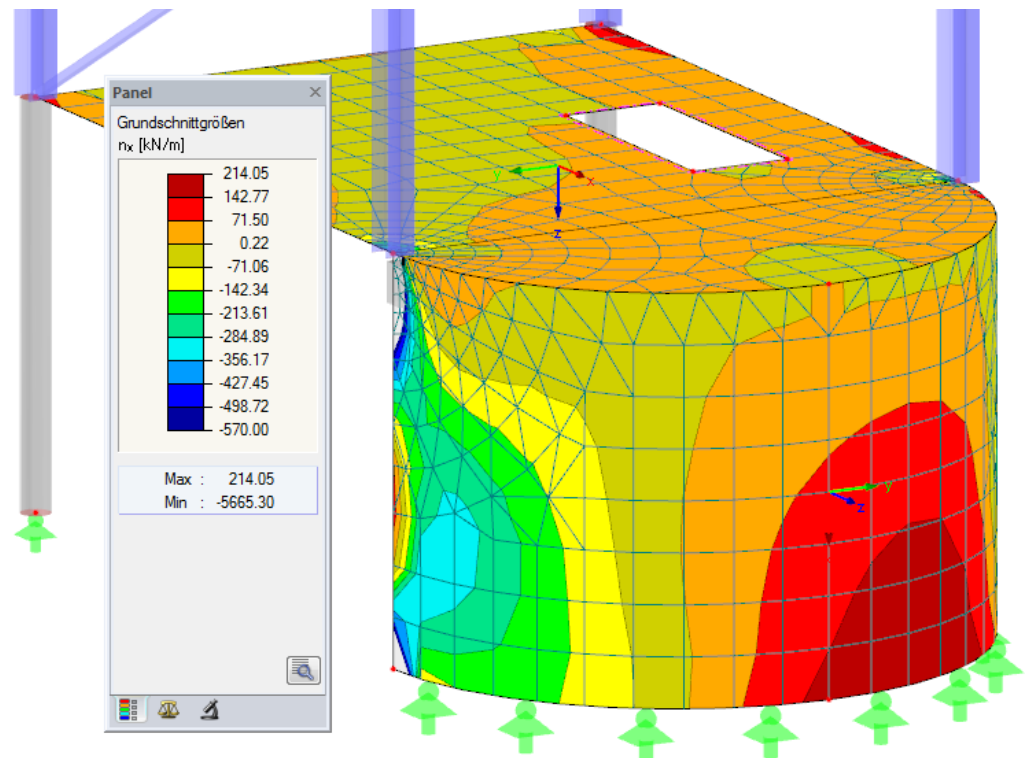 Panel
Grundschnittgrößen
nx [kN/m]
214.05
142.77
71.50
0.22
-71.06
-142.34
-213.61
-284.89
-356.17
-427.45
-498.72
-570.00
Max : 214.05
Min : -5665.30
Y
X
Z
y
z